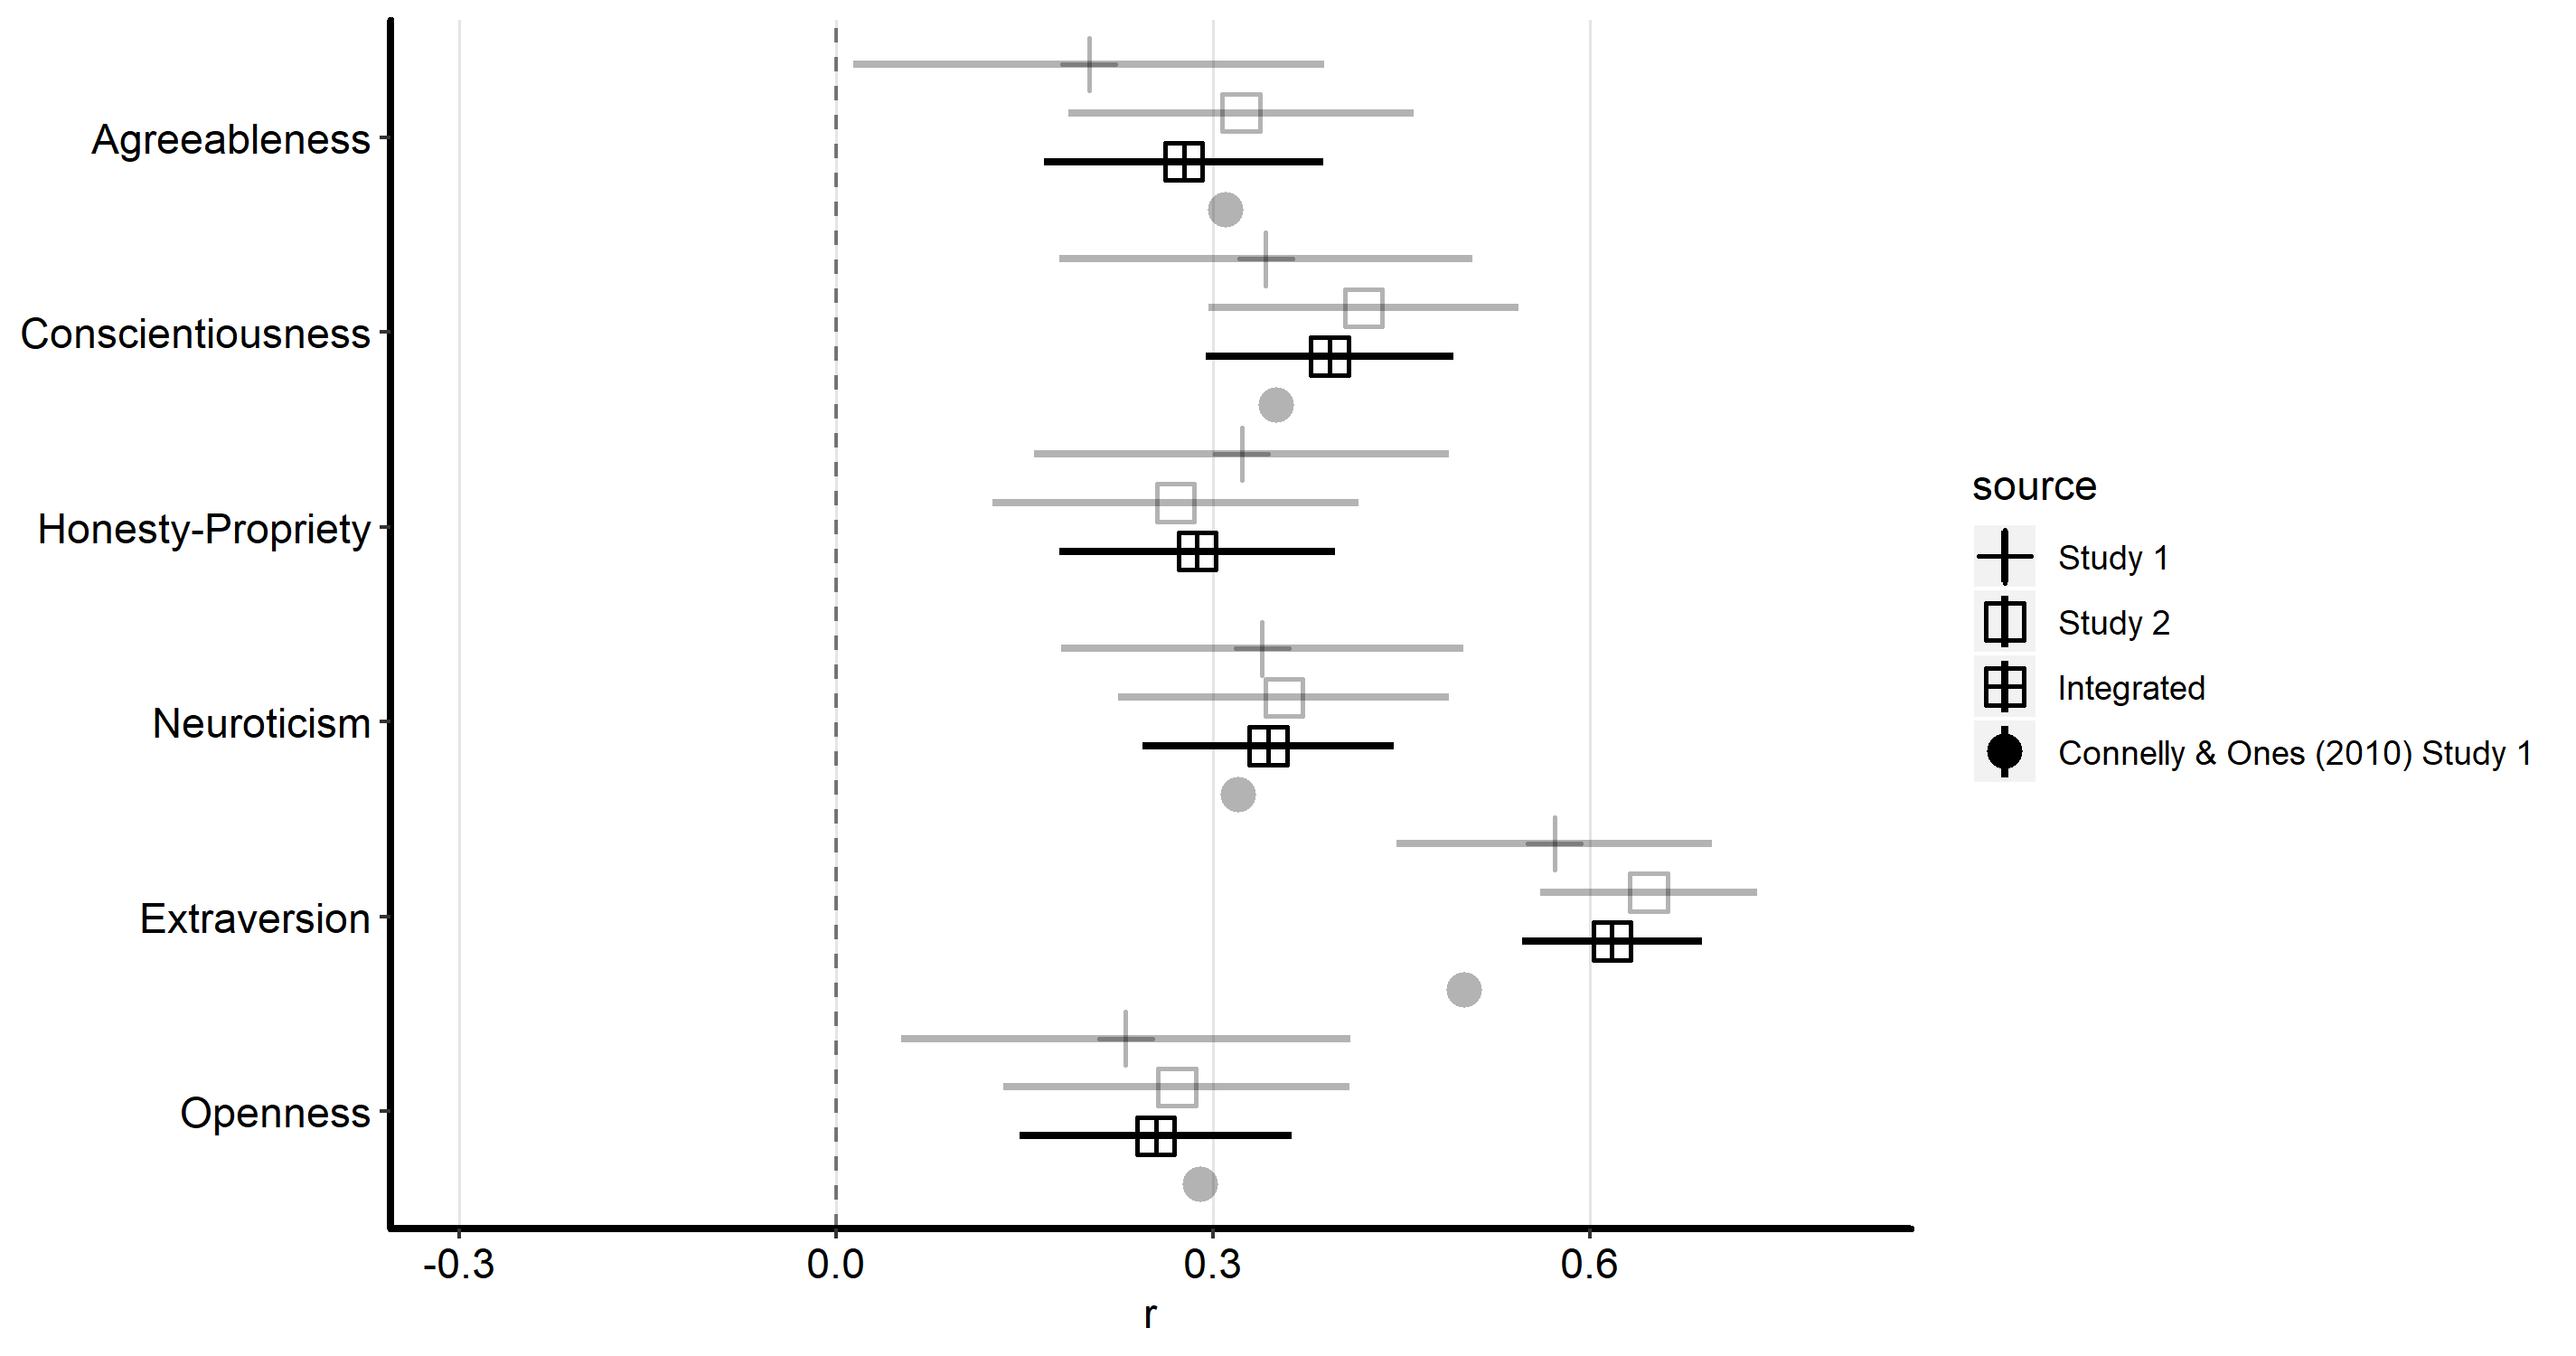 Agreeableness
Conscientiousness
Honesty-Propriety
Neuroticism
Extraversion
Openness
-0.3
0.0
0.3
0.6
r
source
Study 1
Study 2
Integrated
Connelly & Ones (2010) Study 1